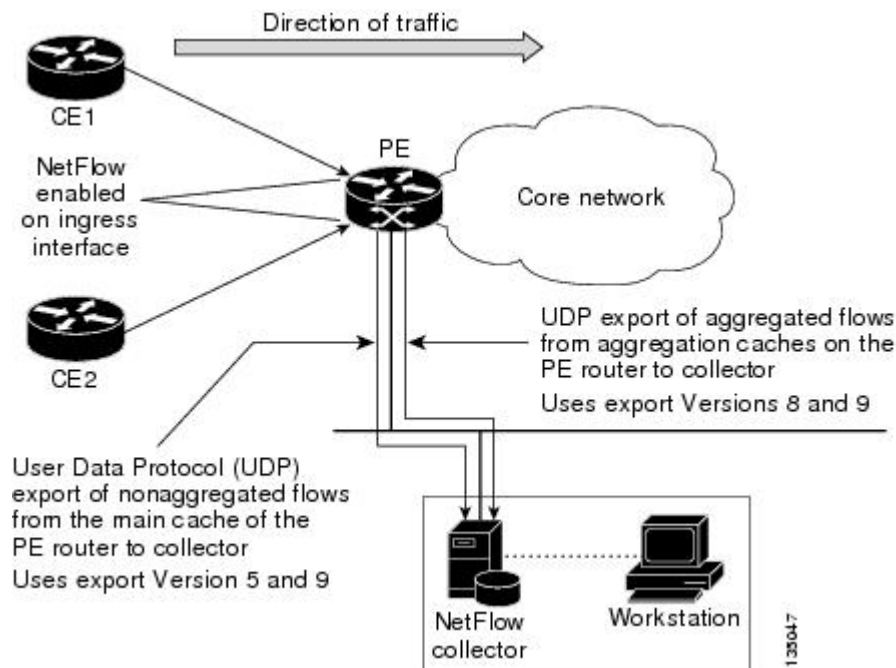 Direction of traffic
CE1
NetFlow
enabled
on ingress
interface
CE2
PE
Core network
UDP export of aggregated flows
from aggregation caches on the
PE router to collector
Uses export Versions 8 and 9
User Data Protocol (UDP)
export of nonaggregated flows
from the main cache of the
PE router to collector
Uses export Version 5 and 9
NetFlow
collector
Workstation
135047